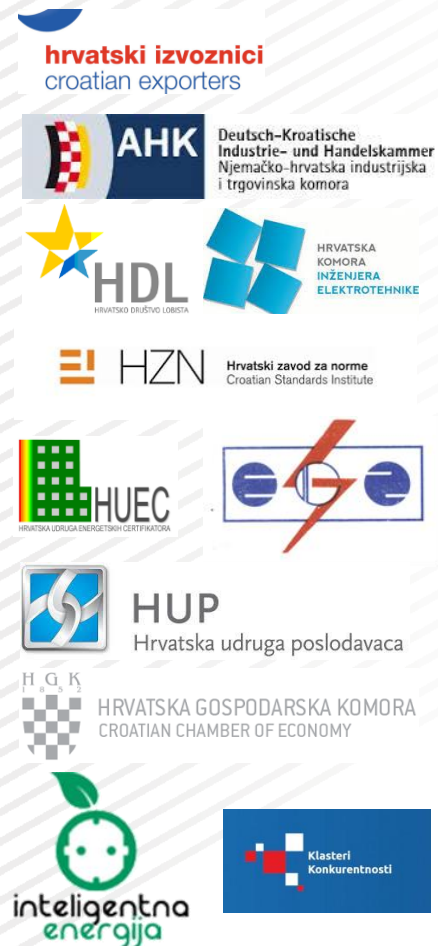 hrvatski izvoznici
croatian exporters
AHK
Deutsch-Kroatische
Industrie- und Handelskammer
Njemačko-hrvatska industrijska
i trgovinska komora
HDL
HRVATSKO DRUŠTVO LOBISTA
HRVATSKA
KOMORA
INŽENJERA
ELEKTROTEHNIKE
HZN
Hrvatski zavod za norme
Croatian Standards Institute
HUEC
HRVATSKA UDRUGA ENERGETSKIH CERTIFIKATORA
HUP
Hrvatska udruga poslodavaca
HGK
1852
HRVATSKA GOSPODARSKA KOMORA
CROATIAN CHAMBER OF ECONOMY
inteligentna
energija
Klasteri
Konkurentnosti